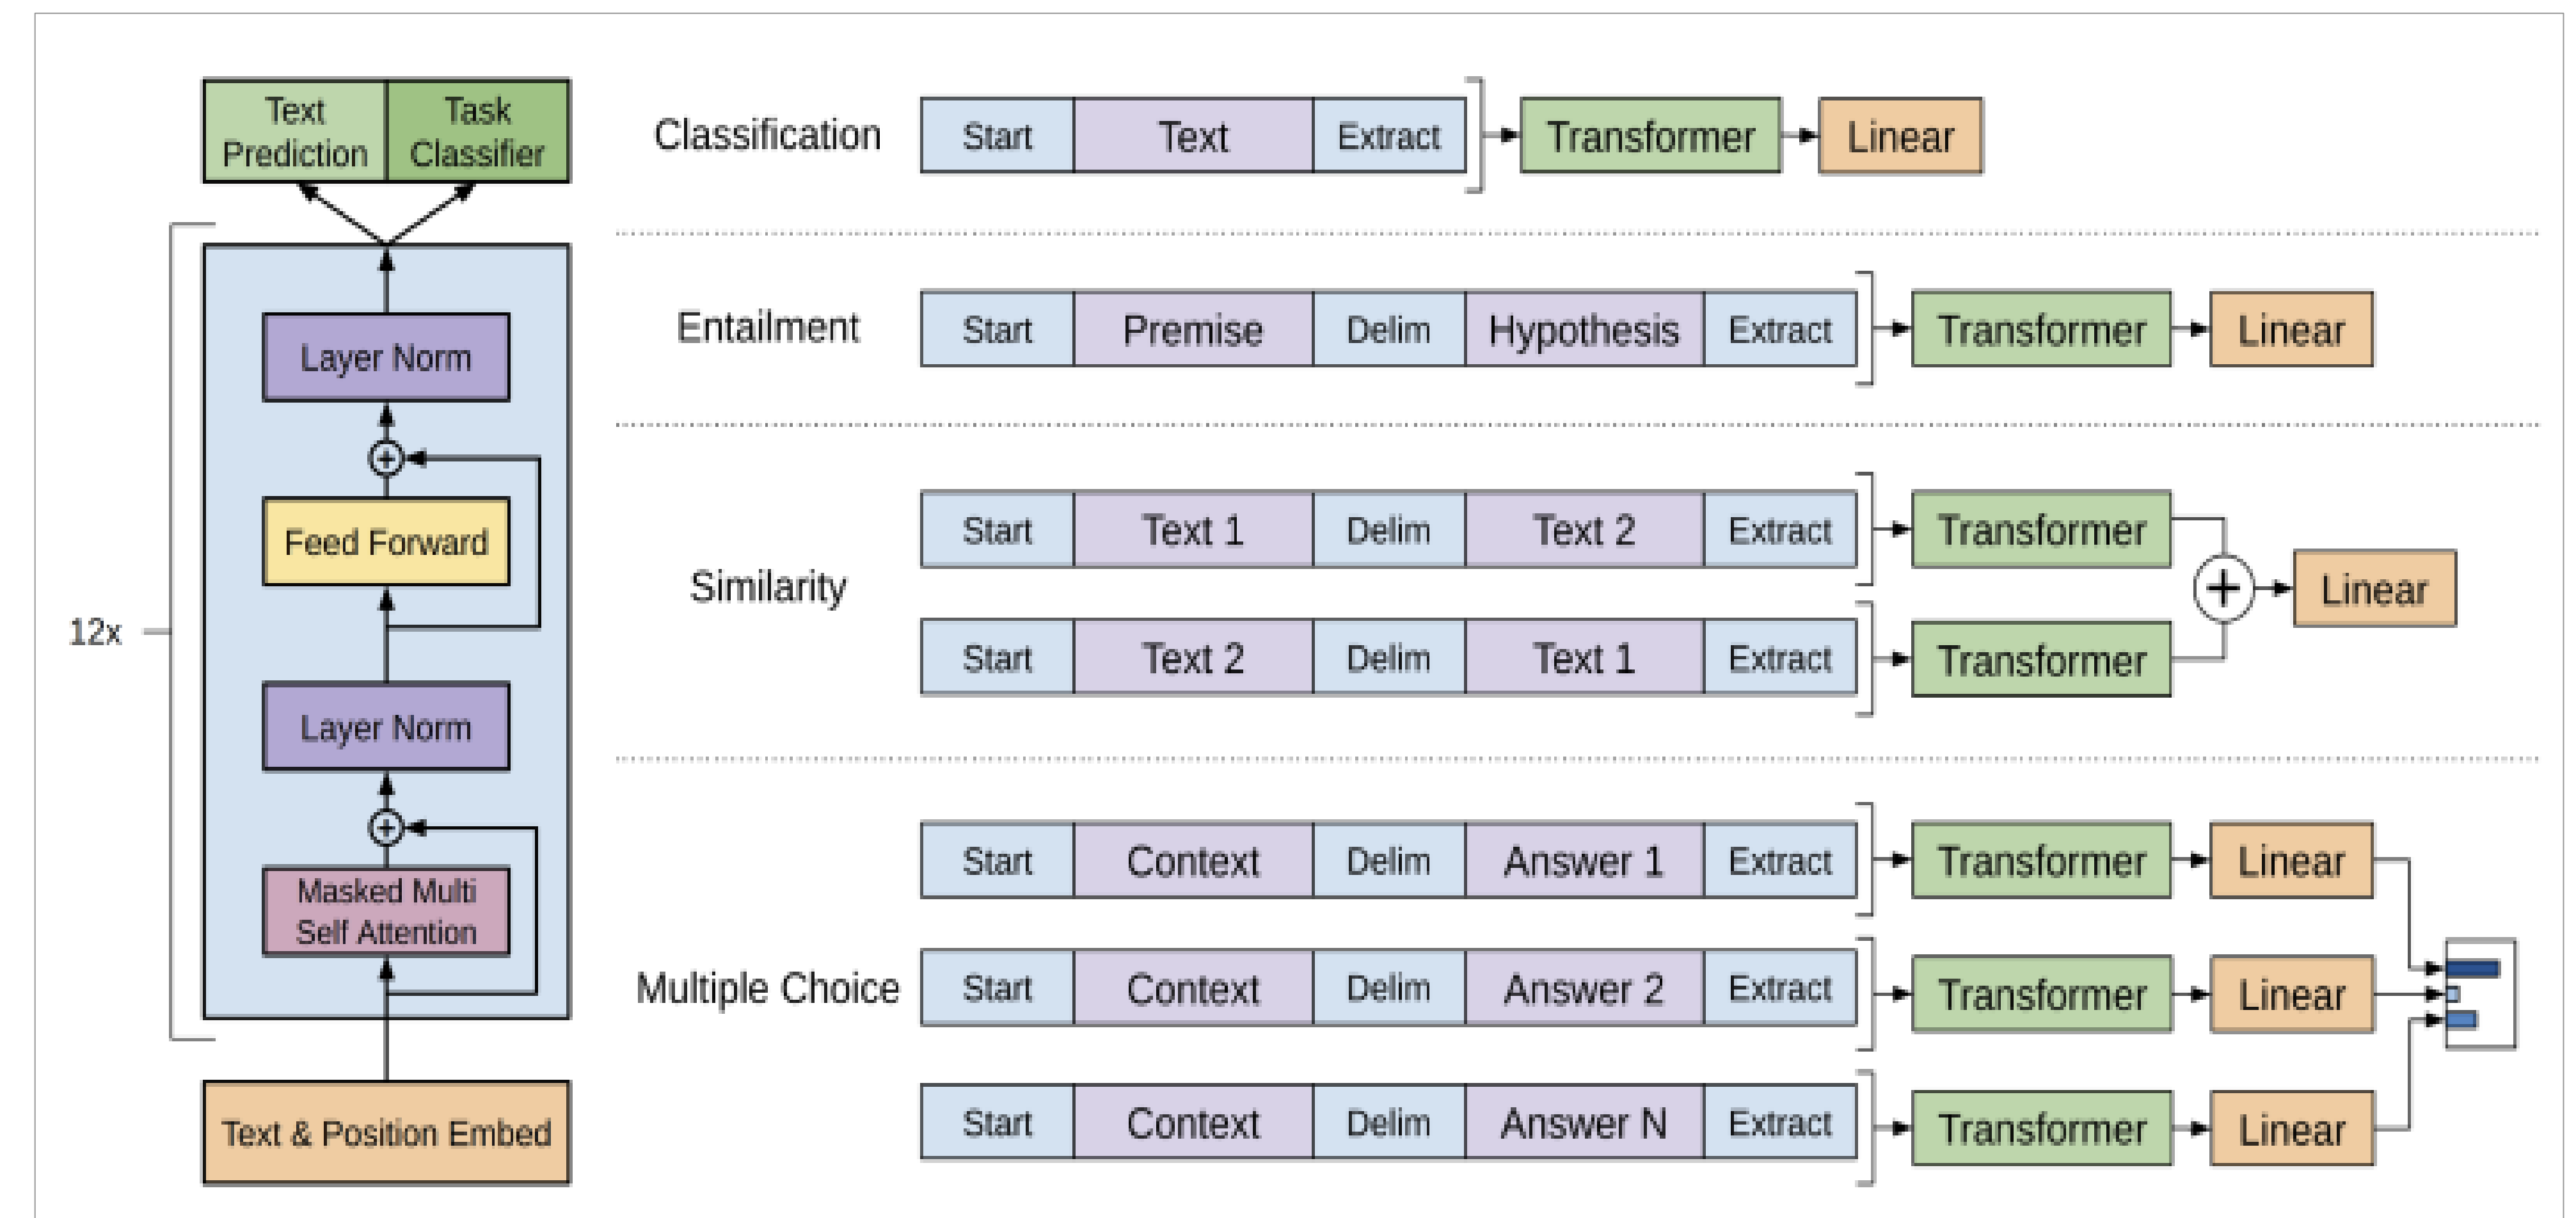 Text
Prediction
Task
Classifier
12x
Layer Norm
Feed Forward
Layer Norm
Masked Multi
Self Attention
Text & Position Embed
Classification Start Text Extract Transformer Linear
Entailment Start Premise Delim Hypothesis Extract Transformer Linear
Similarity
Start Text 1 Delim Text 2 Extract Transformer
+ Linear
Start Text 2 Delim Text 1 Extract Transformer
Multiple Choice
Start Context Delim Answer 1 Extract Transformer Linear
Start Context Delim Answer 2 Extract Transformer Linear
Start Context Delim Answer N Extract Transformer Linear